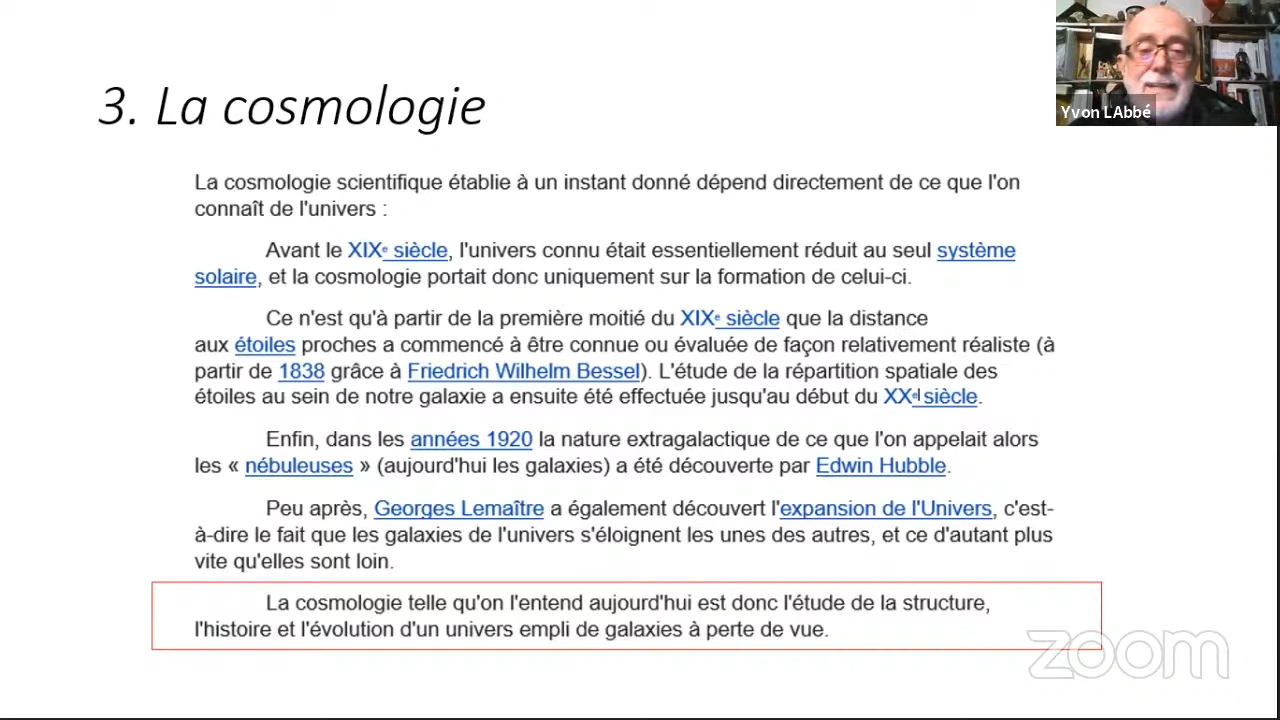 3. La cosmologie
Yvon LAbbé
La cosmologie scientifique établie à un instant donné dépend directement de ce que l'on
connaît de l'univers :
Avant le XIXe siècle, l'univers connu était essentiellement réduit au seul système
solaire, et la cosmologie portait donc uniquement sur la formation de celui-ci.
Ce n'est qu'à partir de la première moitié du XIXe siècle que la distance
aux étoiles proches a commencé à être connue ou évaluée de façon relativement réaliste (à
partir de 1838 grâce à Friedrich Wilhelm Bessel). L'étude de la répartition spatiale des
étoiles au sein de notre galaxie a ensuite été effectuée jusqu'au début du XXe siècle.
Enfin, dans les années 1920 la nature extragalactique de ce que l'on appelait alors
les « nébuleuses » (aujourd'hui les galaxies) a été découverte par Edwin Hubble.
Peu après, Georges Lemaître a également découvert l'expansion de l'Univers, c'est-
à-dire le fait que les galaxies de l'univers s'éloignent les unes des autres, et ce d'autant plus
vite qu'elles sont loin.
La cosmologie telle qu'on l'entend aujourd'hui est donc l'étude de la structure,
l'histoire et l'évolution d'un univers empli de galaxies à perte de vue.
zoom